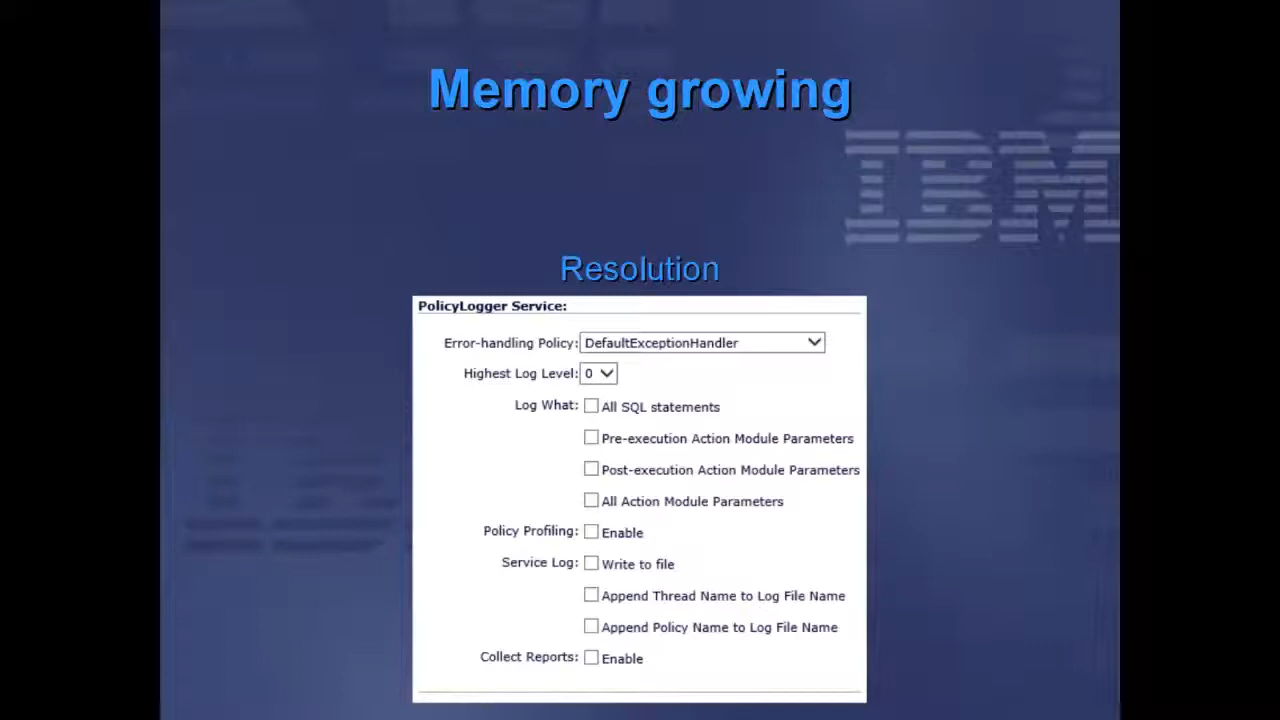 Memory growing
IBM
Resolution
PolicyLogger Service:
Error-handling Policy: DefaultExceptionHandler
Highest Log Level: 0
Log What: All SQL statements
Pre-execution Action Module Parameters
Post-execution Action Module Parameters
All Action Module Parameters
Policy Profiling: Enable
Service Log: Write to file
Append Thread Name to Log File Name
Append Policy Name to Log File Name
Collect Reports: Enable